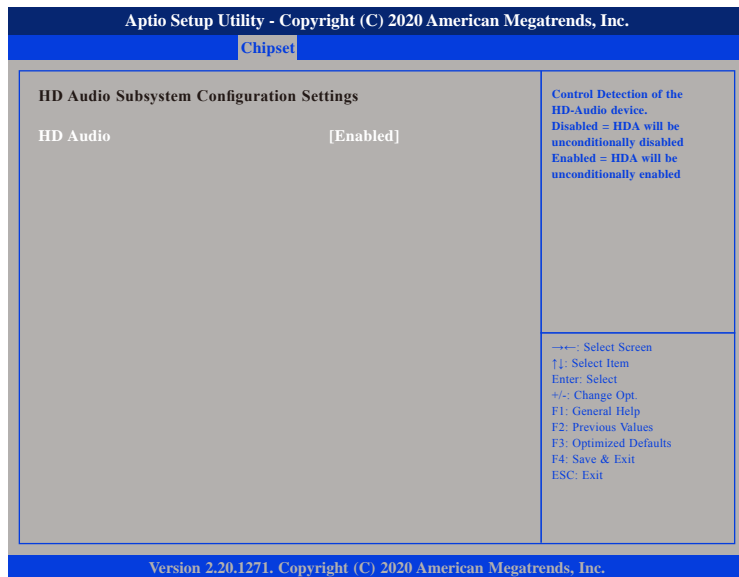 Aptio Setup Utility - Copyright (C) 2020 American Megatrends, Inc.
Chipset
HD Audio Subsystem Configuration Settings
HD Audio [Enabled]
Control Detection of the
HD-Audio device.
Disabled = HDA will be
unconditionally disabled
Enabled = HDA will be
unconditionally enabled
→←: Select Screen
↑↓: Select Item
Enter: Select
+/-: Change Opt.
F1: General Help
F2: Previous Values
F3: Optimized Defaults
F4: Save & Exit
ESC: Exit
Version 2.20.1271. Copyright (C) 2020 American Megatrends, Inc.